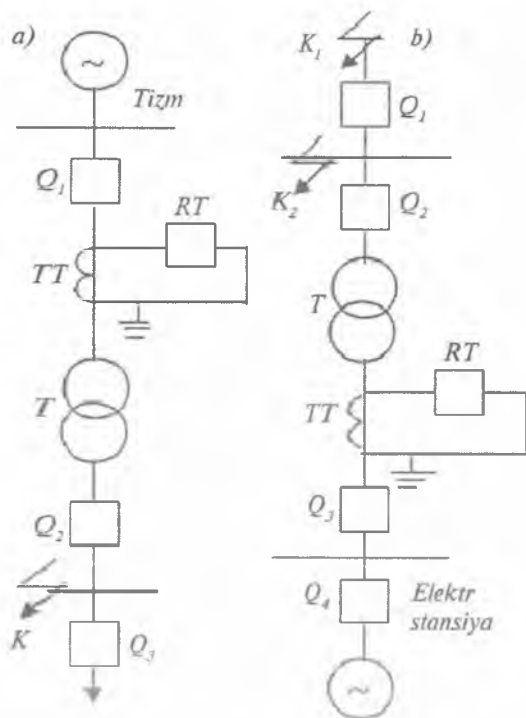 a)
~
Tizm
Q1
RT
TT
T
Q2
K
Q3
K1
b)
Q1
K2
Q2
T
RT
TT
Q3
Q4
Elektr
stansiya
~